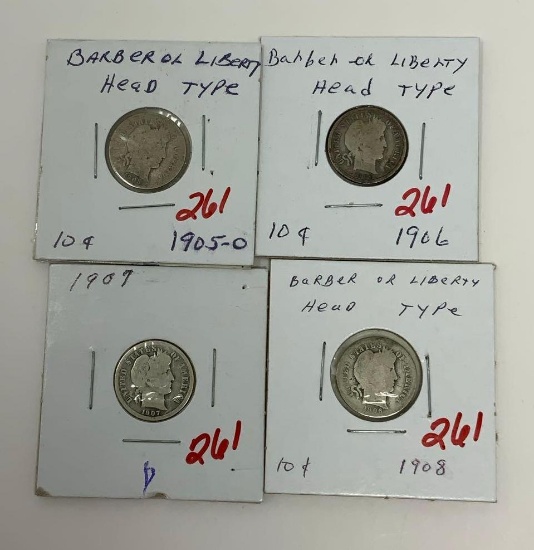 BARBER OR LIBERTY
HEAD TYPE
261
10¢ 1905-O
Barber or LIBERTY
HEad TYPE
261
10¢ 1906
1907
1907
261
D
BARBER OR LIBERTY
HEAD TYPE
261
10¢ 1908